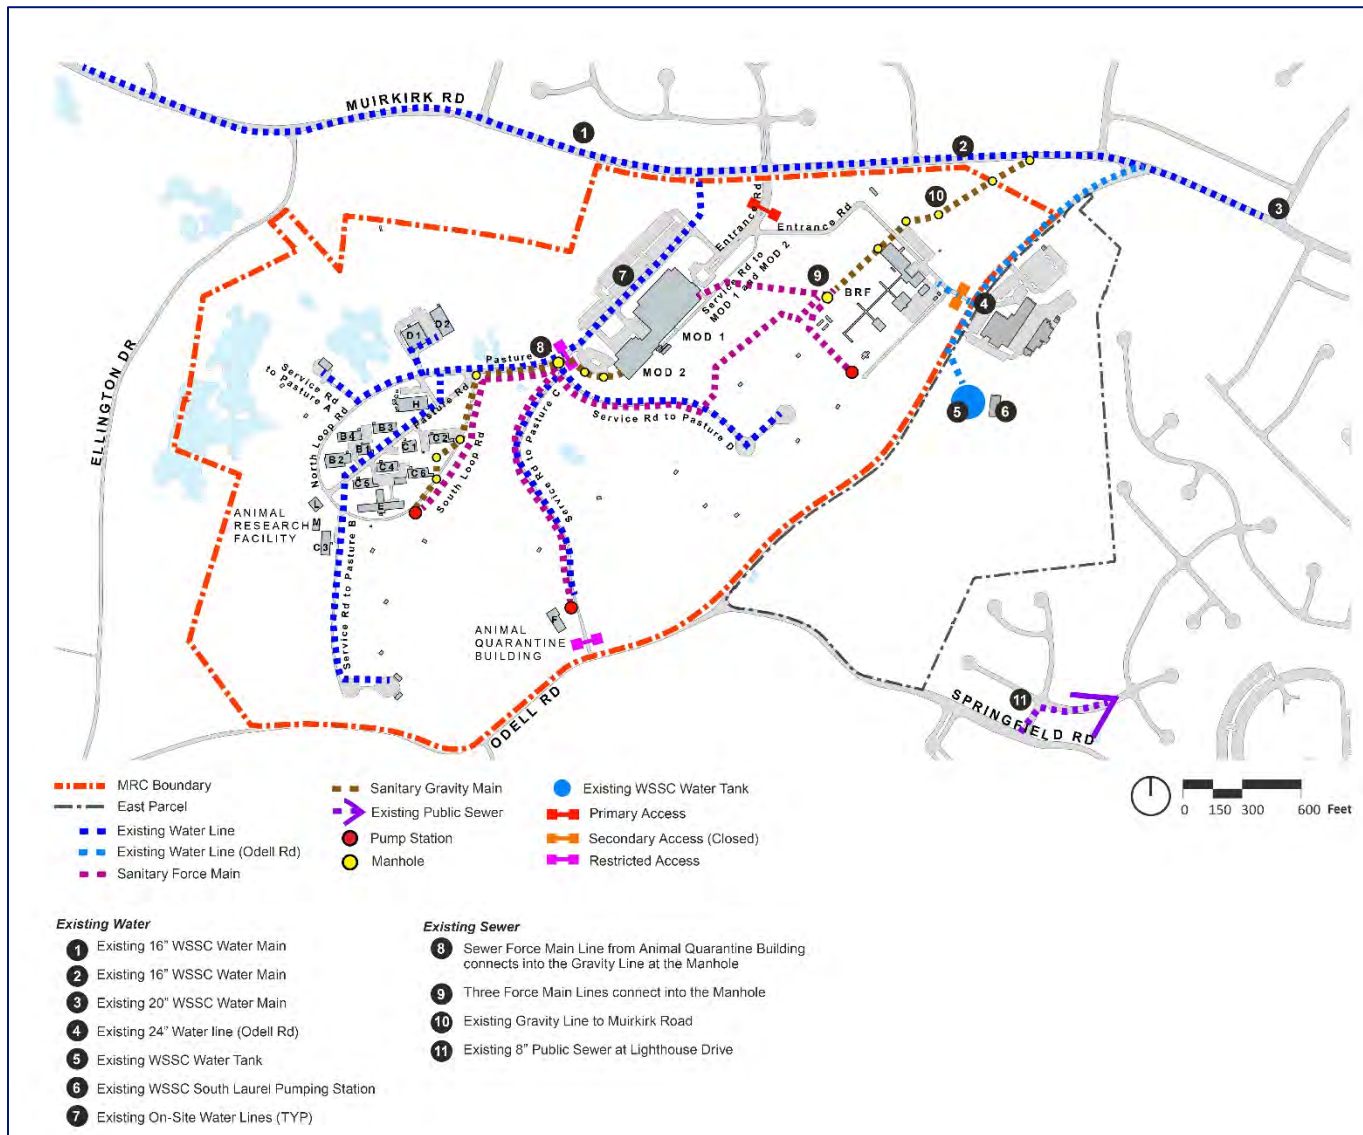 MUIRKIRK RD
1
2
3
ELLINGTON DR
Entrance Rd
Entrance Rd
10
7
Service Rd to
MOD 1 and MOD 2
9
BRF
4
D1
D2
8
Pasture
MOD 1
MOD 2
Service Rd
to Pasture A
North Loop Rd
Pasture Rd
H
B4
B3
B2
B1
C1
C2
C4
C6
C5
E
South Loop Rd
Service Rd to Pasture C
Service Rd to Pasture D
5
6
L
M
C3
ANIMAL
RESEARCH
FACILITY
Service Rd to Pasture B
Service Rd
F
ANIMAL
QUARANTINE
BUILDING
ODELL RD
11
SPRINGFIELD RD
MRC Boundary
East Parcel
Existing Water Line
Existing Water Line (Odell Rd)
Sanitary Force Main
Sanitary Gravity Main
Existing Public Sewer
Pump Station
Manhole
Existing WSSC Water Tank
Primary Access
Secondary Access (Closed)
Restricted Access
0 150 300 600 Feet
Existing Water
1 Existing 16" WSSC Water Main
2 Existing 16" WSSC Water Main
3 Existing 20" WSSC Water Main
4 Existing 24" Water line (Odell Rd)
5 Existing WSSC Water Tank
6 Existing WSSC South Laurel Pumping Station
7 Existing On-Site Water Lines (TYP)
Existing Sewer
8 Sewer Force Main Line from Animal Quarantine Building
connects into the Gravity Line at the Manhole
9 Three Force Main Lines connect into the Manhole
10 Existing Gravity Line to Muirkirk Road
11 Existing 8" Public Sewer at Lighthouse Drive